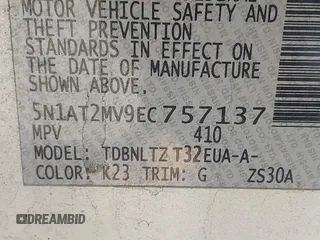 MOTOR VEHICLE SAFETY AND
THEFT PREVENTION
STANDARDS IN EFFECT ON
THE DATE OF MANUFACTURE
SHOWN ABOVE.
5N1AT2MV9EC757137
MPV 410
MODEL: TDBNLTZ T32EUA-A-
COLOR: K23 TRIM: G ZS30A
DREAMBID